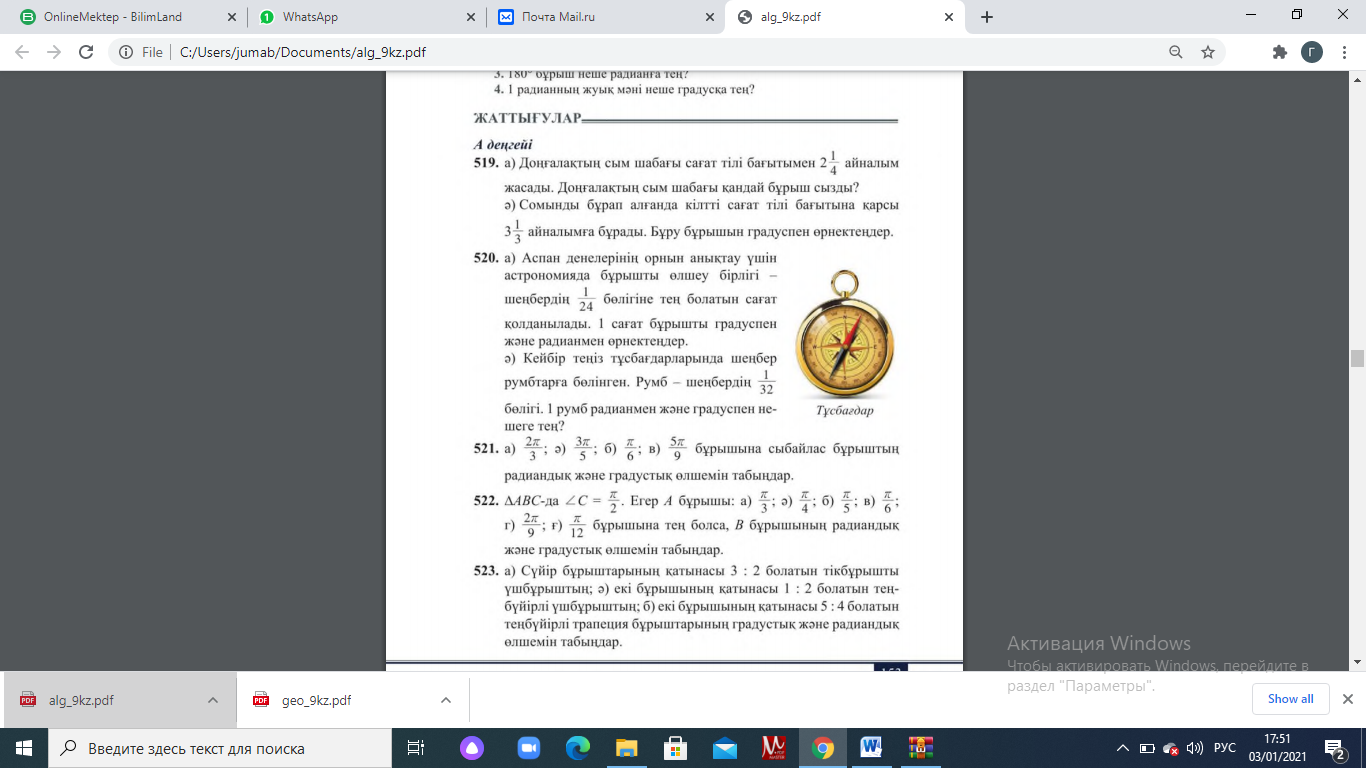 OnlineMektep - BilimLand
WhatsApp
Почта Mail.ru
alg_9kz.pdf
File | C:/Users/jumab/Documents/alg_9kz.pdf
Г
3. 180° бұрыш неше радианға тең?
4. 1 радианның жуық мәні неше градусқа тең?
ЖАТТЫҒУЛАР
А деңгейі
519. а) Доңғалақтың сым шабағы сағат тілі бағытымен 2 1/4 айналым
жасады. Доңғалақтың сым шабағы қандай бұрыш сызды?
ә) Сомынды бұрап алғанда кілтті сағат тілі бағытына қарсы
3 1/3 айналымға бұрады. Бұру бұрышын градуспен өрнектеңдер.
520. а) Аспан денелерінің орнын анықтау үшін
астрономияда бұрышты өлшеу бірлігі –
шеңбердің 1/24 бөлігіне тең болатын сағат
қолданылады. 1 сағат бұрышты градуспен
және радианмен өрнектеңдер.
ә) Кейбір теңіз тұсбағдарларында шеңбер
румбтарға бөлінген. Румб – шеңбердің 1/32
бөлігі. 1 румб радианмен және градуспен не-
шеге тең?
Тұсбағдар
521. а) 2π/3; ә) 3π/5; б) π/6; в) 5π/9 бұрышына сыбайлас бұрыштың
радиандық және градустық өлшемін табыңдар.
522. ΔABC-да ∠C = π/2. Егер A бұрышы: а) π/3; ә) π/4; б) π/5; в) π/6;
г) 2π/9; ғ) π/12 бұрышына тең болса, B бұрышының радиандық
және градустық өлшемін табыңдар.
523. а) Сүйір бұрыштарының қатынасы 3 : 2 болатын тікбұрышты
үшбұрыштың; ә) екі бұрышының қатынасы 1 : 2 болатын тең-
бүйірлі үшбұрыштың; б) екі бұрышының қатынасы 5 : 4 болатын
теңбүйірлі трапеция бұрыштарының градустық және радиандық
өлшемін табыңдар.
Активация Windows
Чтобы активировать Windows, перейдите в
раздел "Параметры".
alg_9kz.pdf
geo_9kz.pdf
Show all
Введите здесь текст для поиска
РУС
17:51
03/01/2021
2